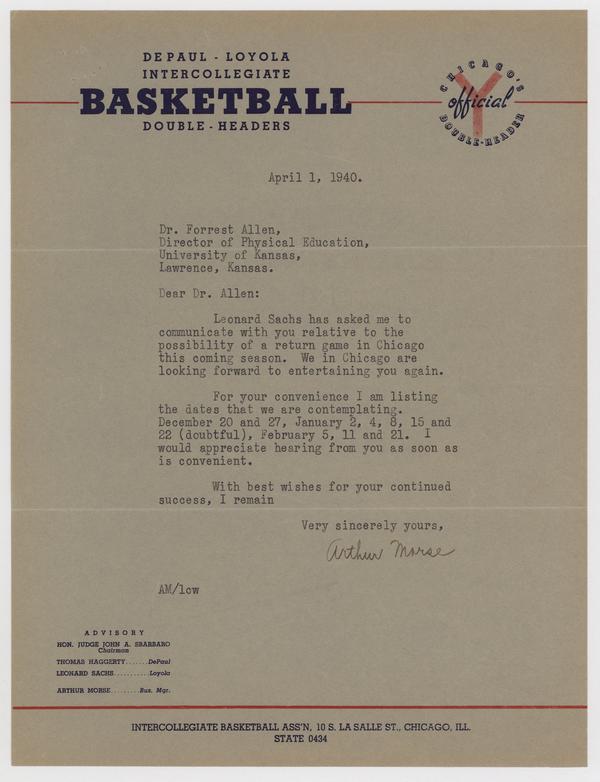 DEPAUL - LOYOLA
INTERCOLLEGIATE
BASKETBALL
DOUBLE - HEADERS
CHICAGO'S
official
DOUBLE-HEADER
April 1, 1940.
Dr. Forrest Allen,
Director of Physical Education,
University of Kansas,
Lawrence, Kansas.
Dear Dr. Allen:
Leonard Sachs has asked me to
communicate with you relative to the
possibility of a return game in Chicago
this coming season. We in Chicago are
looking forward to entertaining you again.
For your convenience I am listing
the dates that we are contemplating.
December 20 and 27, January 2, 4, 8, 15 and
22 (doubtful), February 5, 11 and 21. I
would appreciate hearing from you as soon as
is convenient.
With best wishes for your continued
success, I remain
Very sincerely yours,
Arthur Morse
AM/lcw
ADVISORY
HON. JUDGE JOHN A. SBARBARO
Chairman
THOMAS HAGGERTY.......DePaul
LEONARD SACHS..........Loyola
ARTHUR MORSE.........Bus. Mgr.
INTERCOLLEGIATE BASKETBALL ASS'N, 10 S. LA SALLE ST., CHICAGO, ILL.
STATE 0434